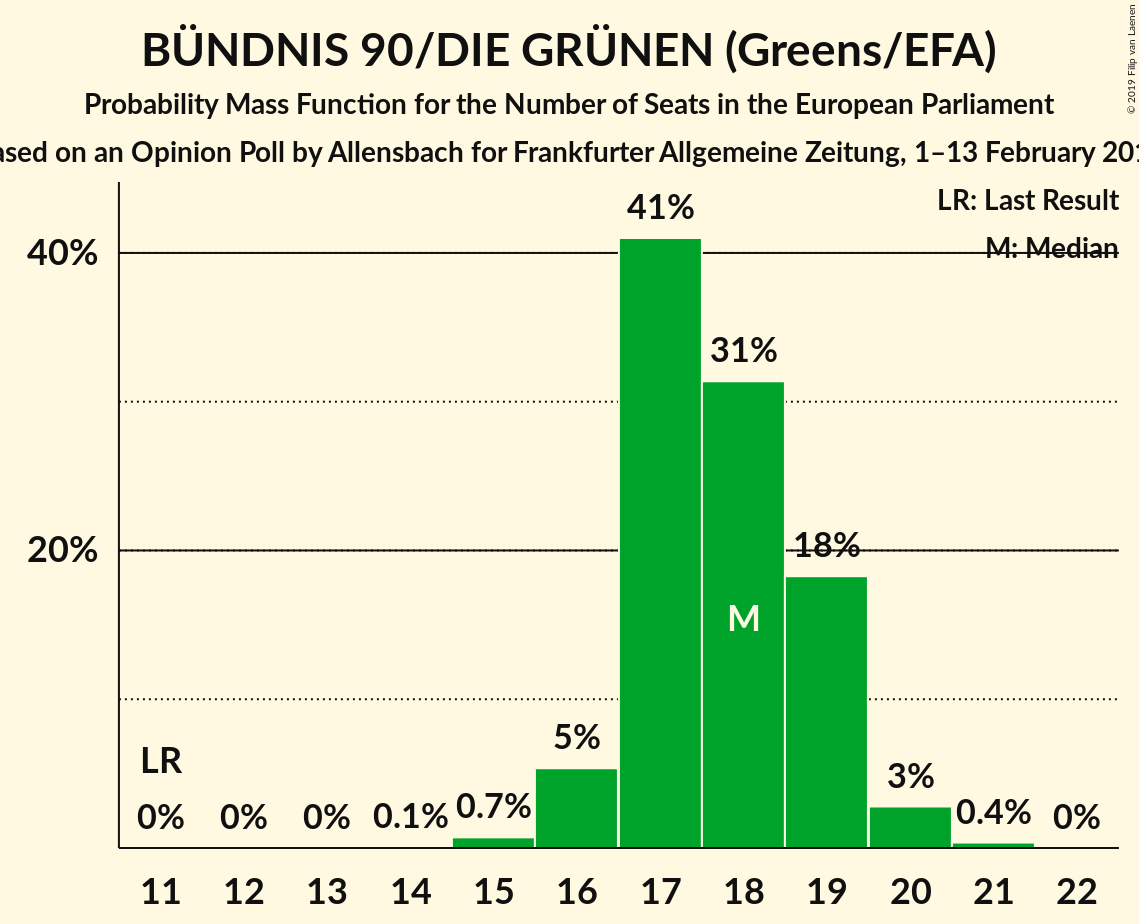 © 2019 Filip van Laenen
BÜNDNIS 90/DIE GRÜNEN (Greens/EFA)
Probability Mass Function for the Number of Seats in the European Parliament
on an Opinion Poll by Allensbach for Frankfurter Allgemeine Zeitung, 1–13 February
LR: Last Result
M: Median
41%
40%
31%
20%
18%
M
5%
LR
3%
0% 0% 0% 0.1% 0.7% 0.4% 0%
11 12 13 14 15 16 17 18 19 20 21 22